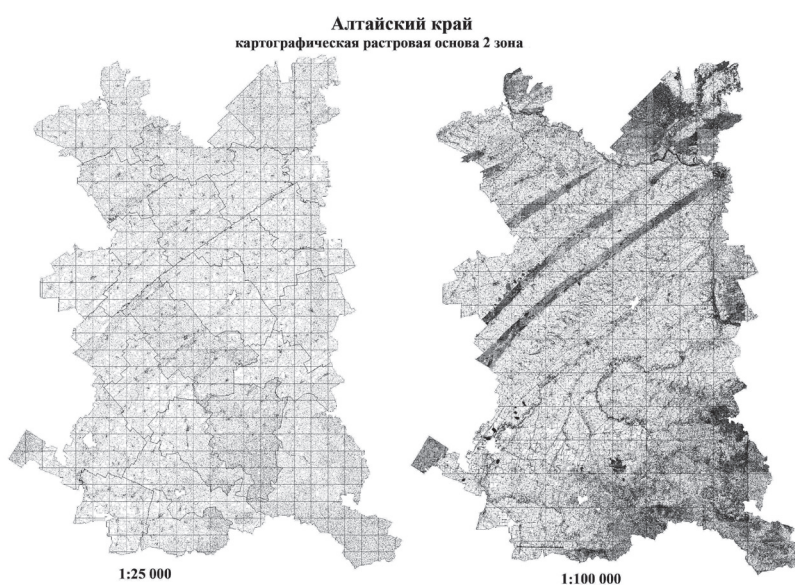 Алтайский край
картографическая растровая основа 2 зона
1:25 000
1:100 000